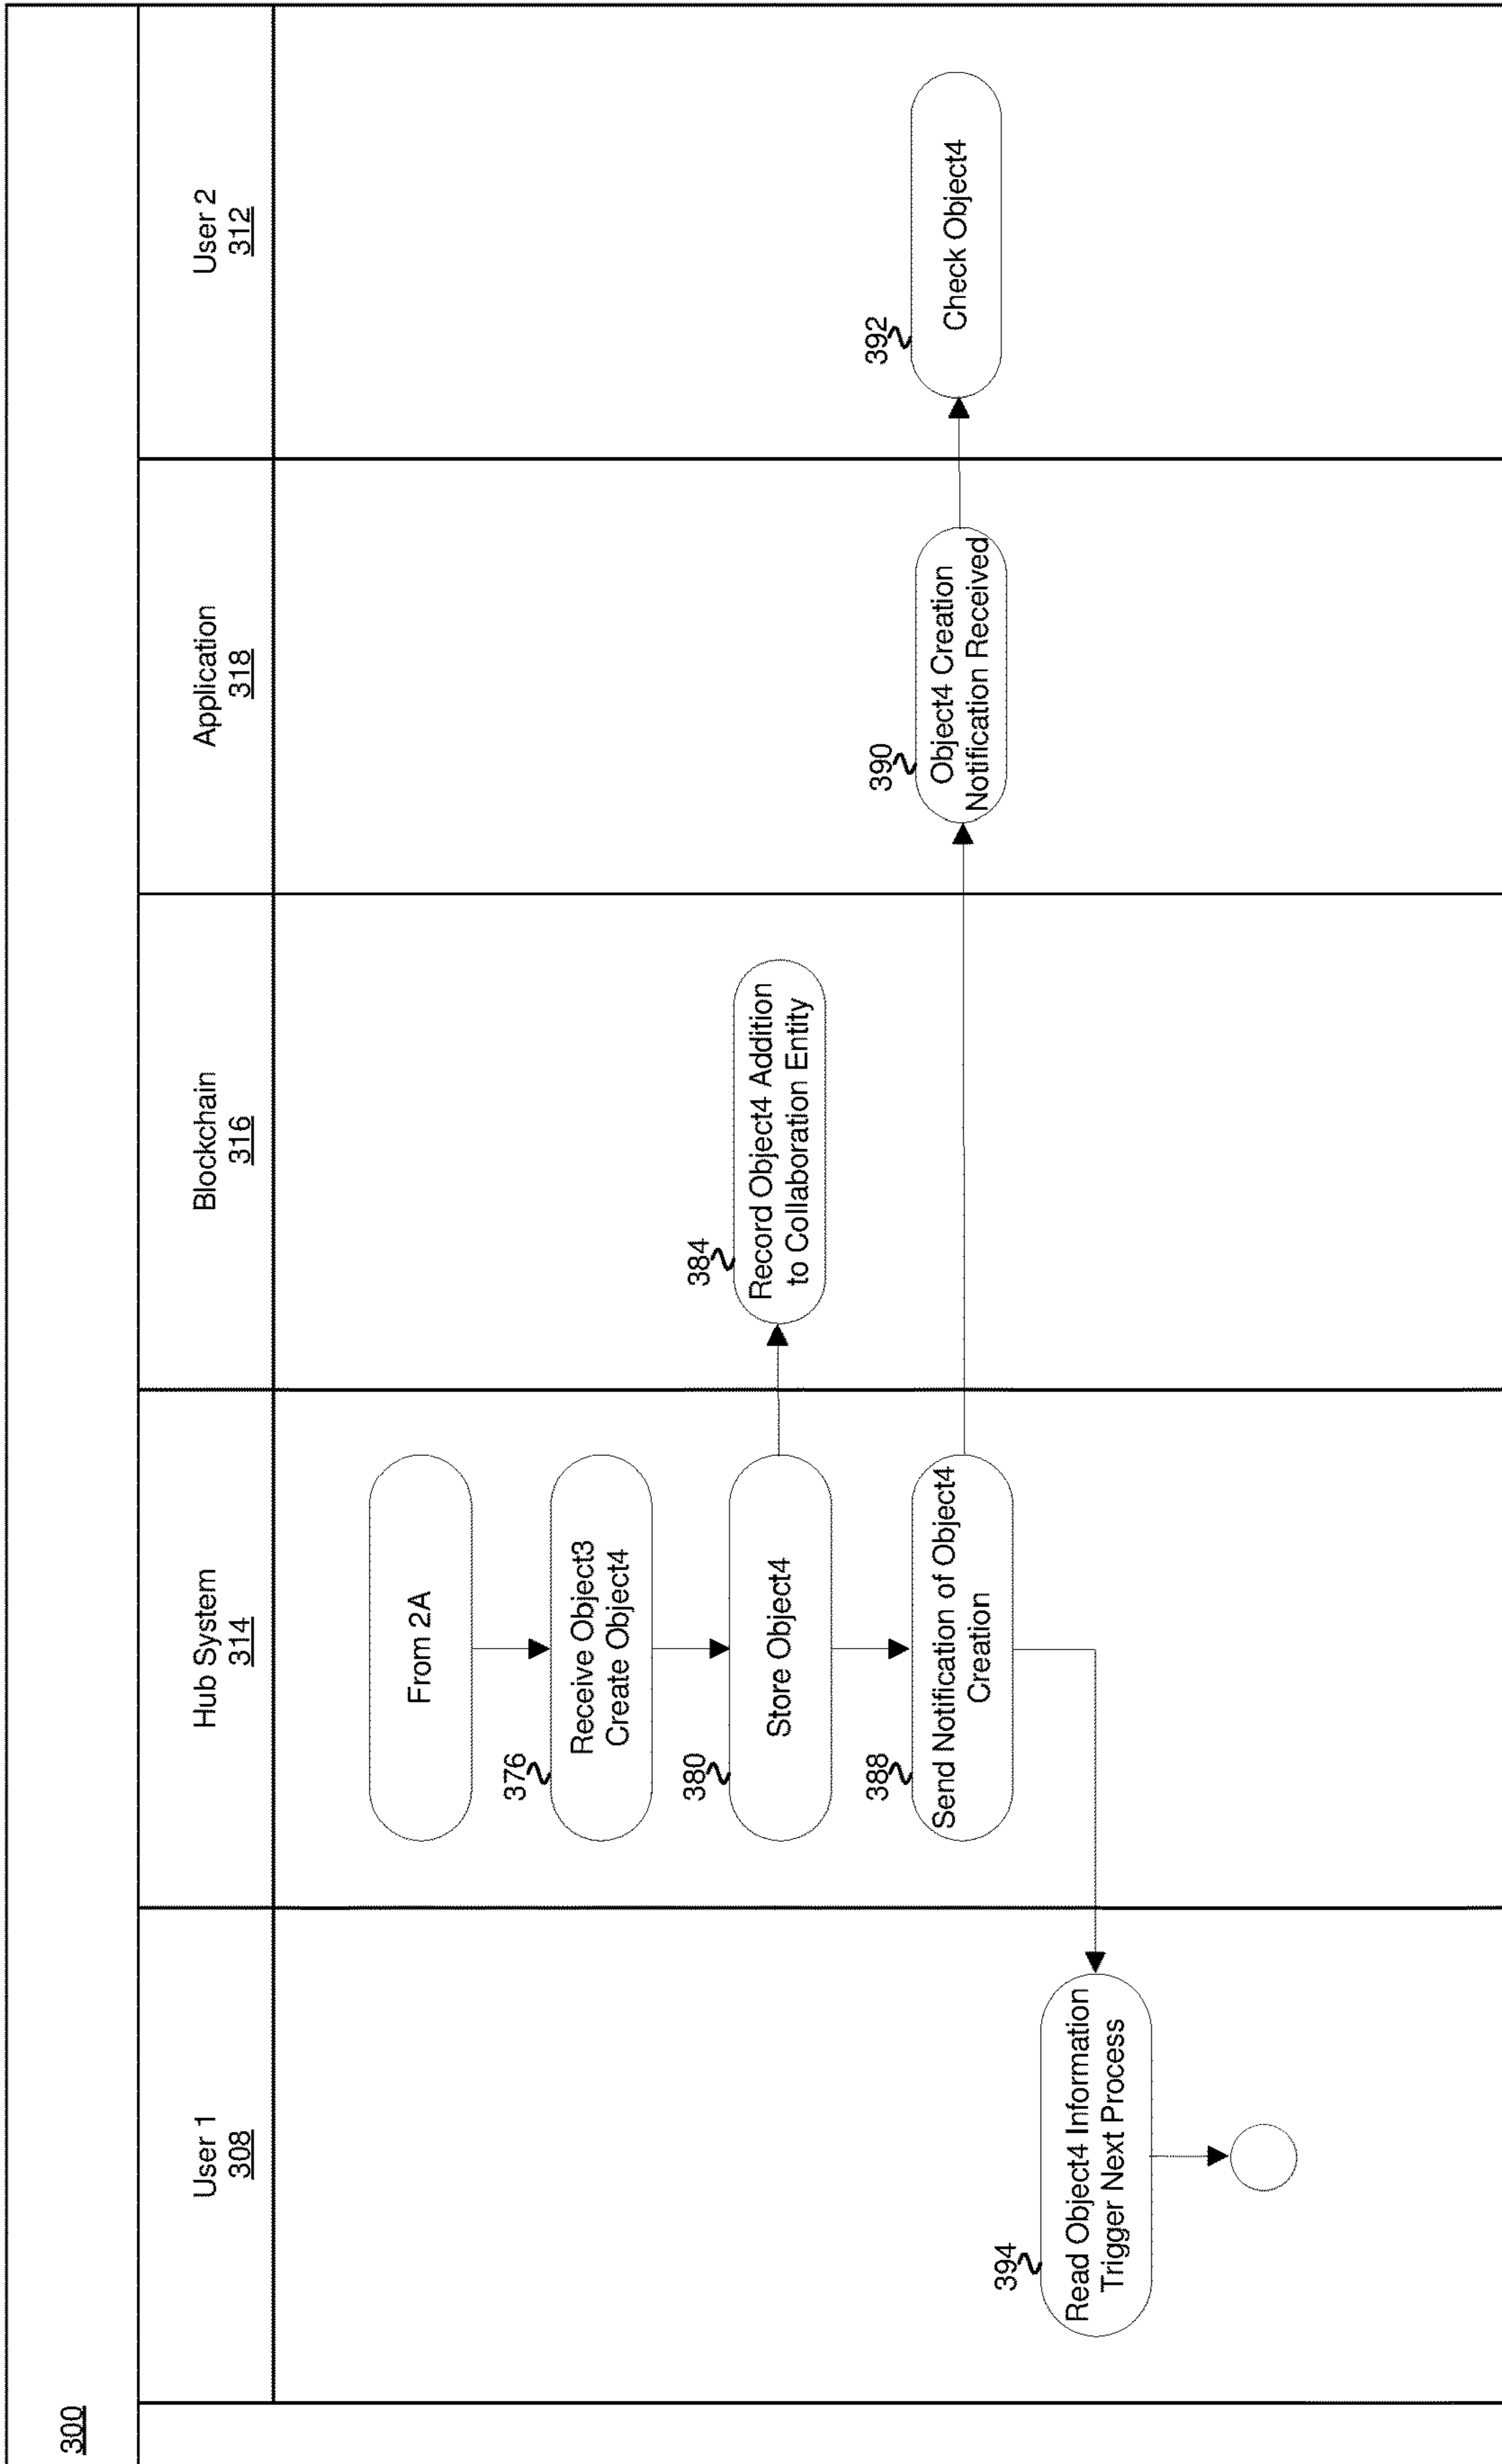 300
User 1
308
Hub System
314
Blockchain
316
Application
318
User 2
312
From 2A
376
Receive Object3
Create Object4
380
Store Object4
384
Record Object4 Addition
to Collaboration Entity
388
Send Notification of Object4
Creation
390
Object4 Creation
Notification Received
392
Check Object4
394
Read Object4 Information
Trigger Next Process